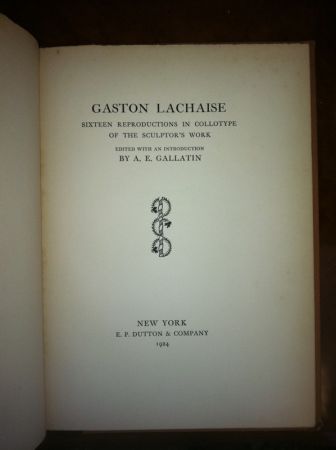 GASTON LACHAISE
SIXTEEN REPRODUCTIONS IN COLLOTYPE
OF THE SCULPTOR'S WORK
EDITED WITH AN INTRODUCTION
BY A. E. GALLATIN
NEW YORK
E. P. DUTTON & COMPANY
1924